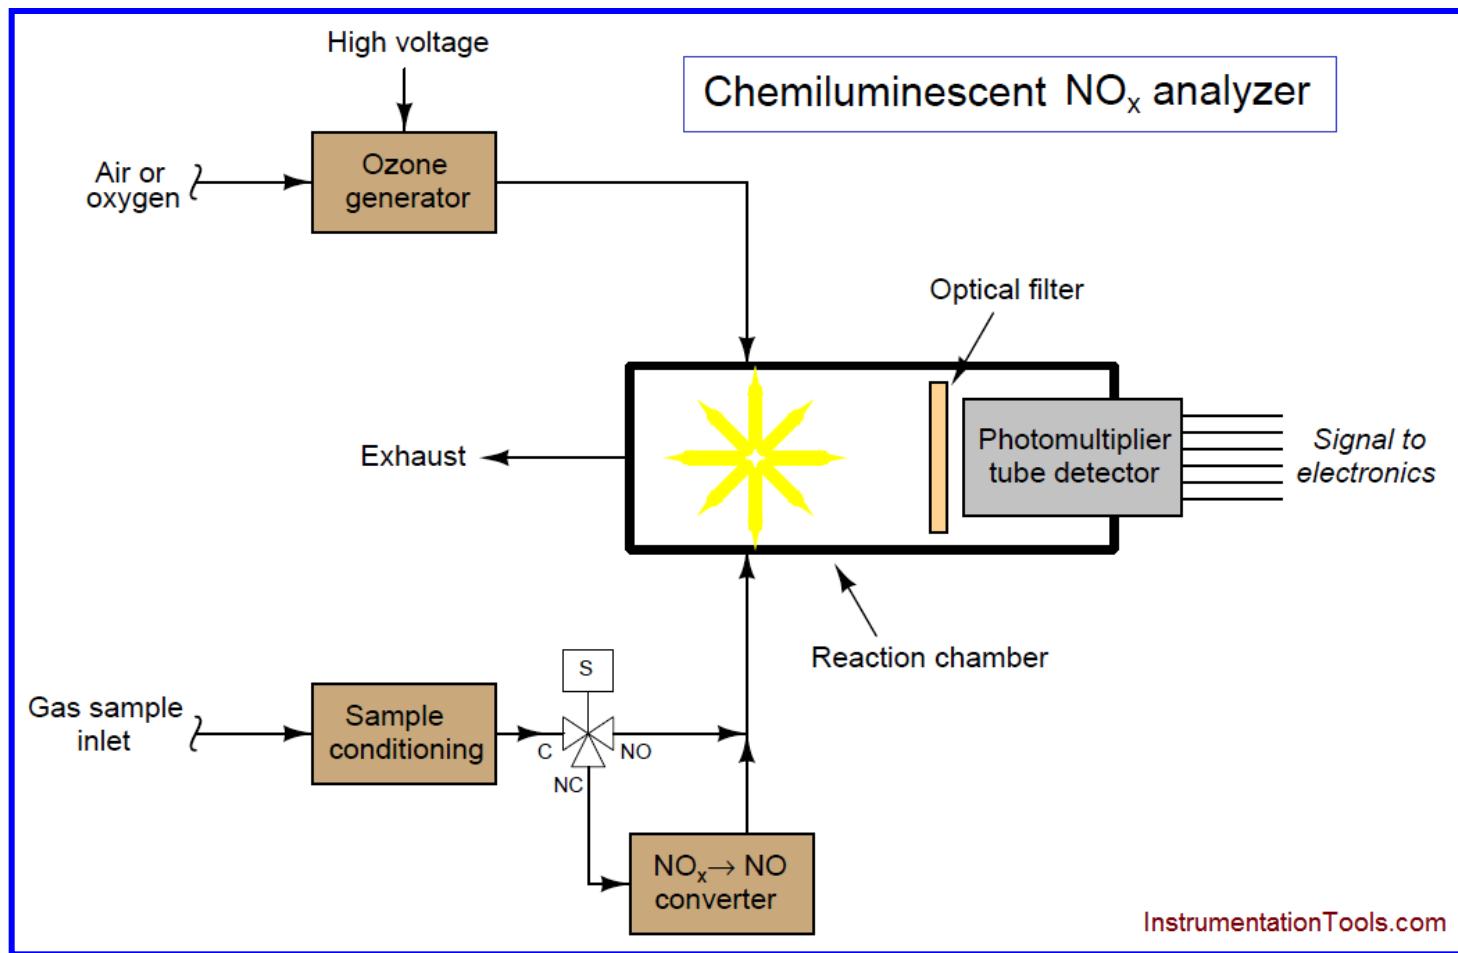 High voltage
Chemiluminescent NOx analyzer
Air or
oxygen
Ozone
generator
Optical filter
Exhaust
Photomultiplier
tube detector
Signal to
electronics
Reaction chamber
S
Gas sample
inlet
Sample
conditioning
C
NO
NC
NOx→ NO
converter
InstrumentationTools.com